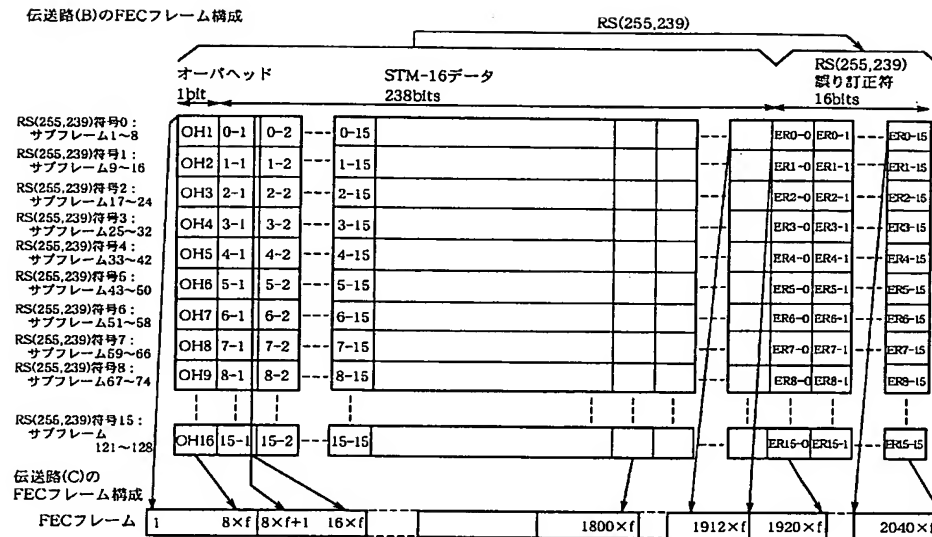 伝送路(B)のFECフレーム構成
RS(255,239)
オーバヘッド
1bit
STM-16データ
238bits
RS(255,239)
誤り訂正符
16bits
RS(255,239)符号0：
サブフレーム1～8
OH1 0-1 0-2 0-15 ER0-0 ER0-1 ER0-15
RS(255,239)符号1：
サブフレーム9～16
OH2 1-1 1-2 1-15 ER1-0 ER1-1 ER1-15
RS(255,239)符号2：
サブフレーム17～24
OH3 2-1 2-2 2-15 ER2-0 ER2-1 ER2-15
RS(255,239)符号3：
サブフレーム25～32
OH4 3-1 3-2 3-15 ER3-0 ER3-1 ER3-15
RS(255,239)符号4：
サブフレーム33～42
OH5 4-1 4-2 4-15 ER4-0 ER4-1 ER4-15
RS(255,239)符号5：
サブフレーム43～50
OH6 5-1 5-2 5-15 ER5-0 ER5-1 ER5-15
RS(255,239)符号6：
サブフレーム51～58
OH7 6-1 6-2 6-15 ER6-0 ER6-1 ER6-15
RS(255,239)符号7：
サブフレーム59～66
OH8 7-1 7-2 7-15 ER7-0 ER7-1 ER7-15
RS(255,239)符号8：
サブフレーム67～74
OH9 8-1 8-2 8-15 ER8-0 ER8-1 ER8-15
RS(255,239)符号15：
サブフレーム
121～128
OH16 15-1 15-2 15-15 ER15-0 ER15-1 ER15-15
伝送路(C)の
FECフレーム構成
FECフレーム 1 8×f 8×f+1 16×f 1800×f 1912×f 1920×f 2040×f